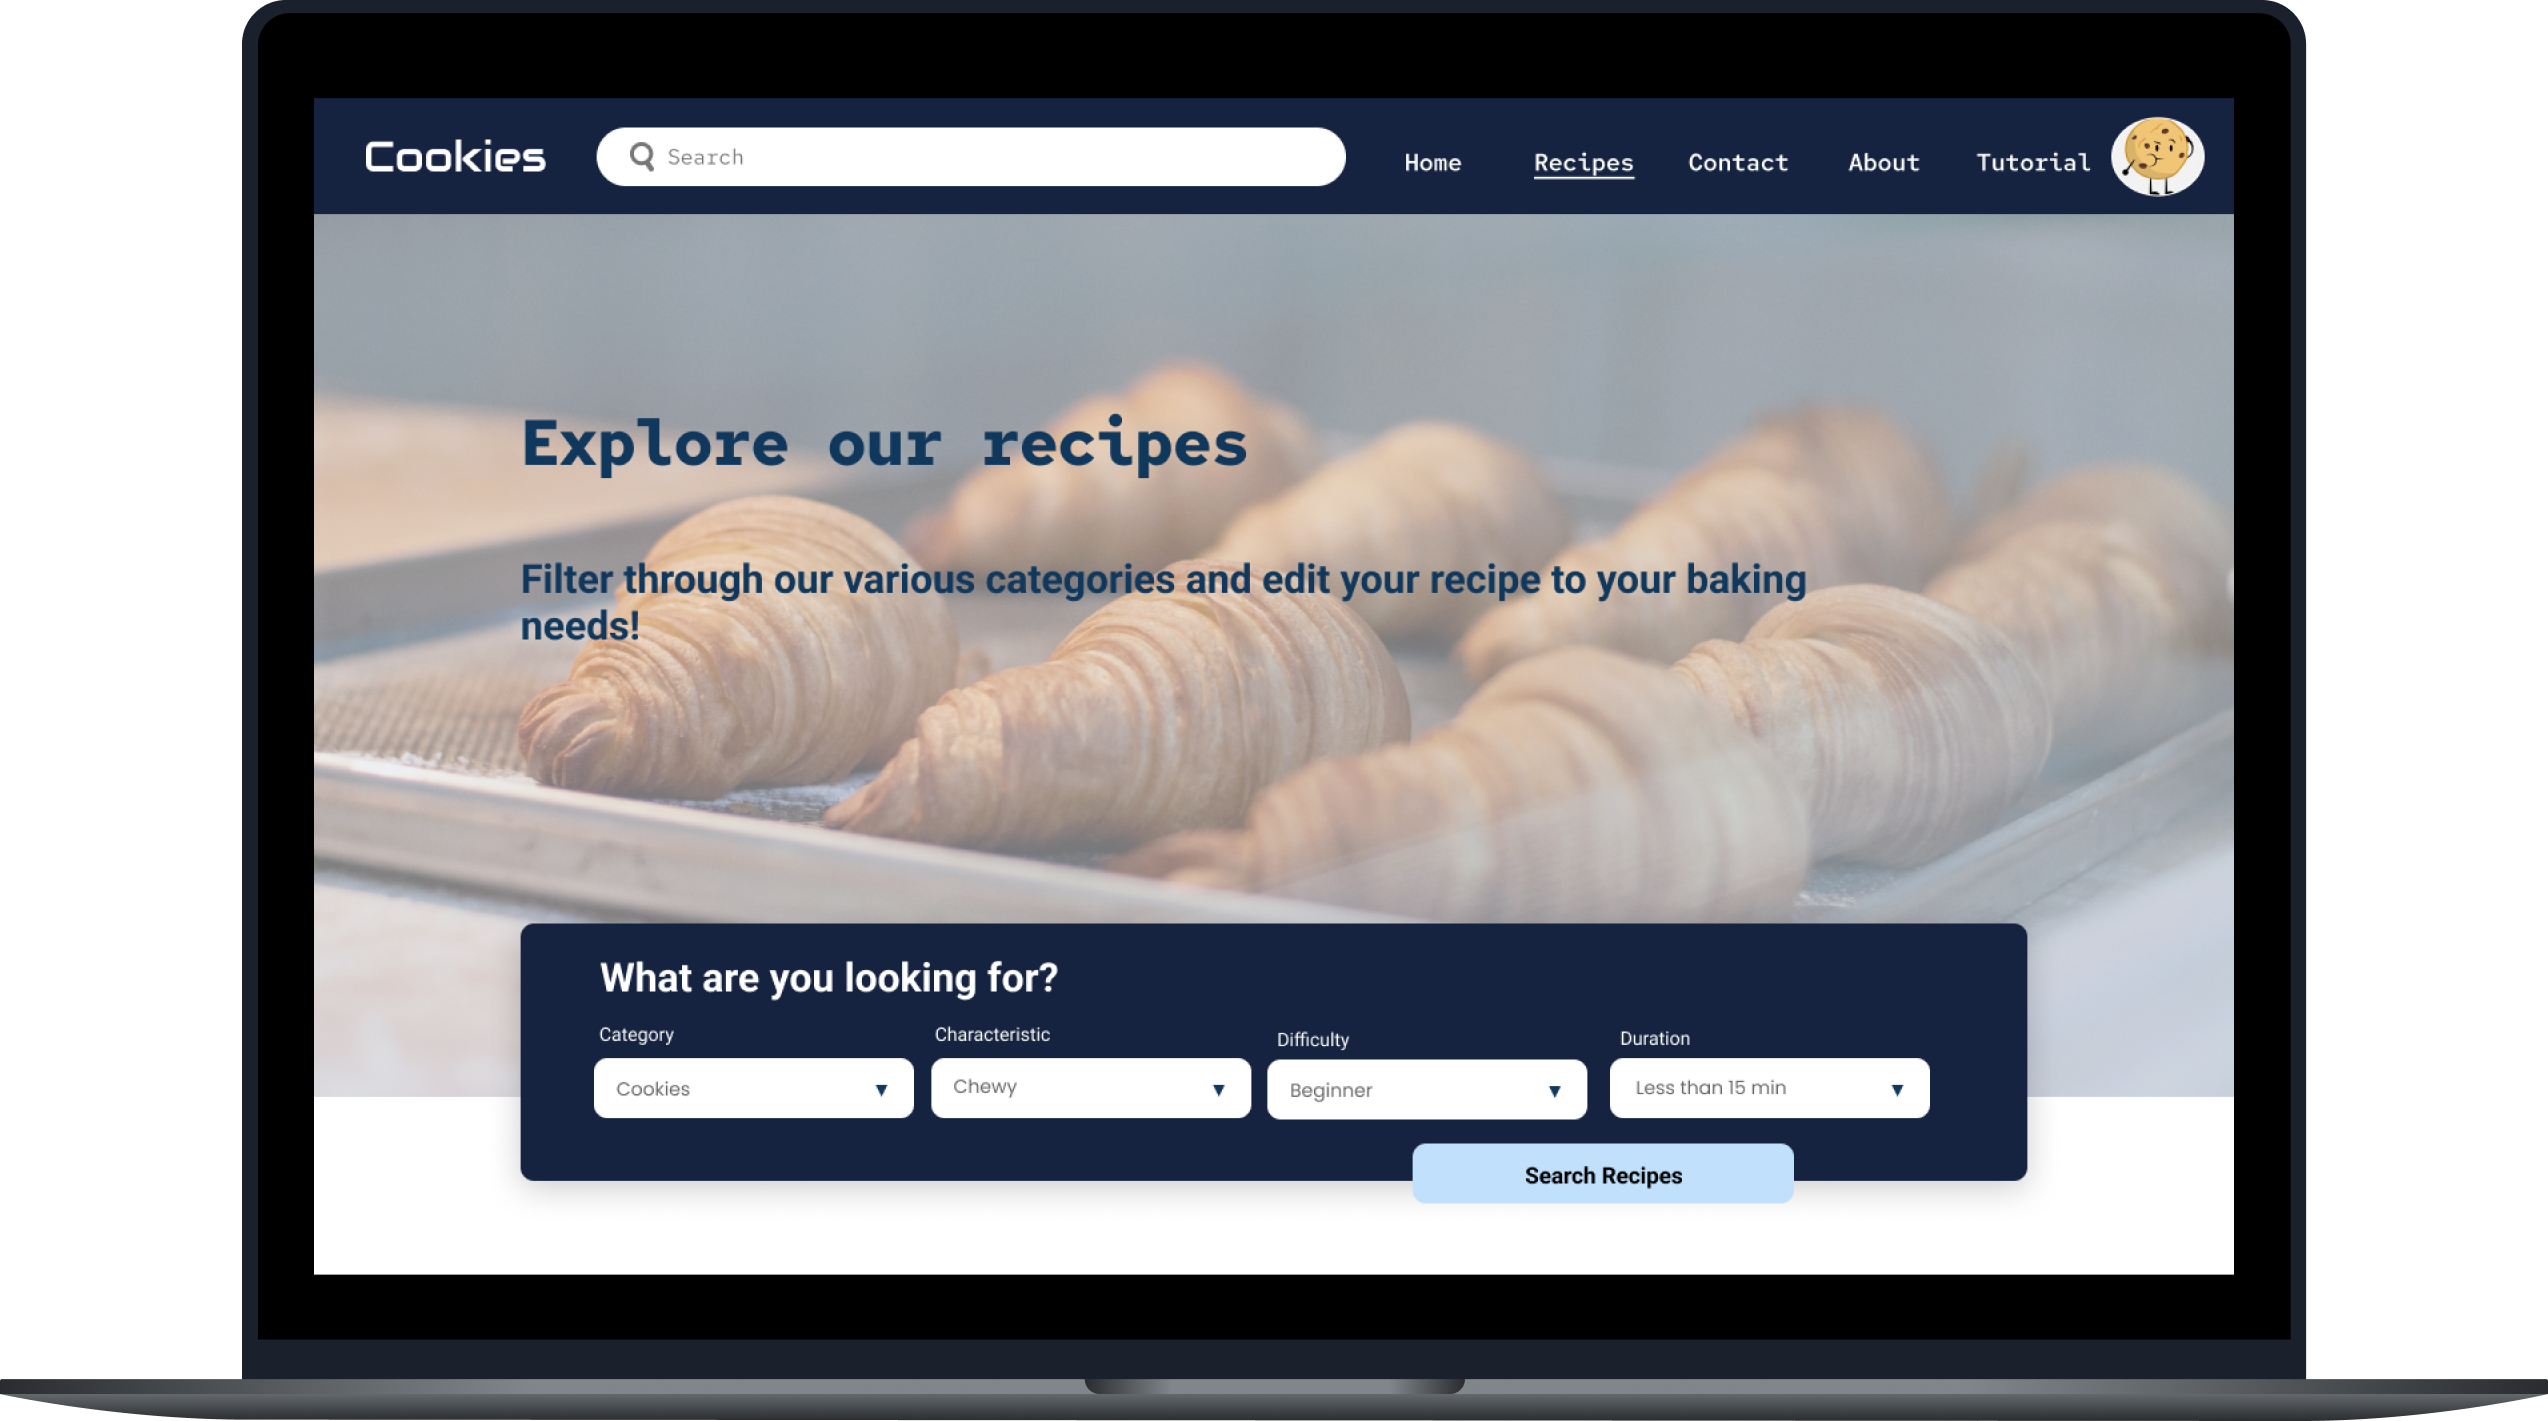 Cookies
Search
Home
Recipes
Contact
About
Tutorial
Explore our recipes
Filter through our various categories and edit your recipe to your baking
needs!
What are you looking for?
Category
Characteristic
Difficulty
Duration
Cookies
Chewy
Beginner
Less than 15 min
Search Recipes